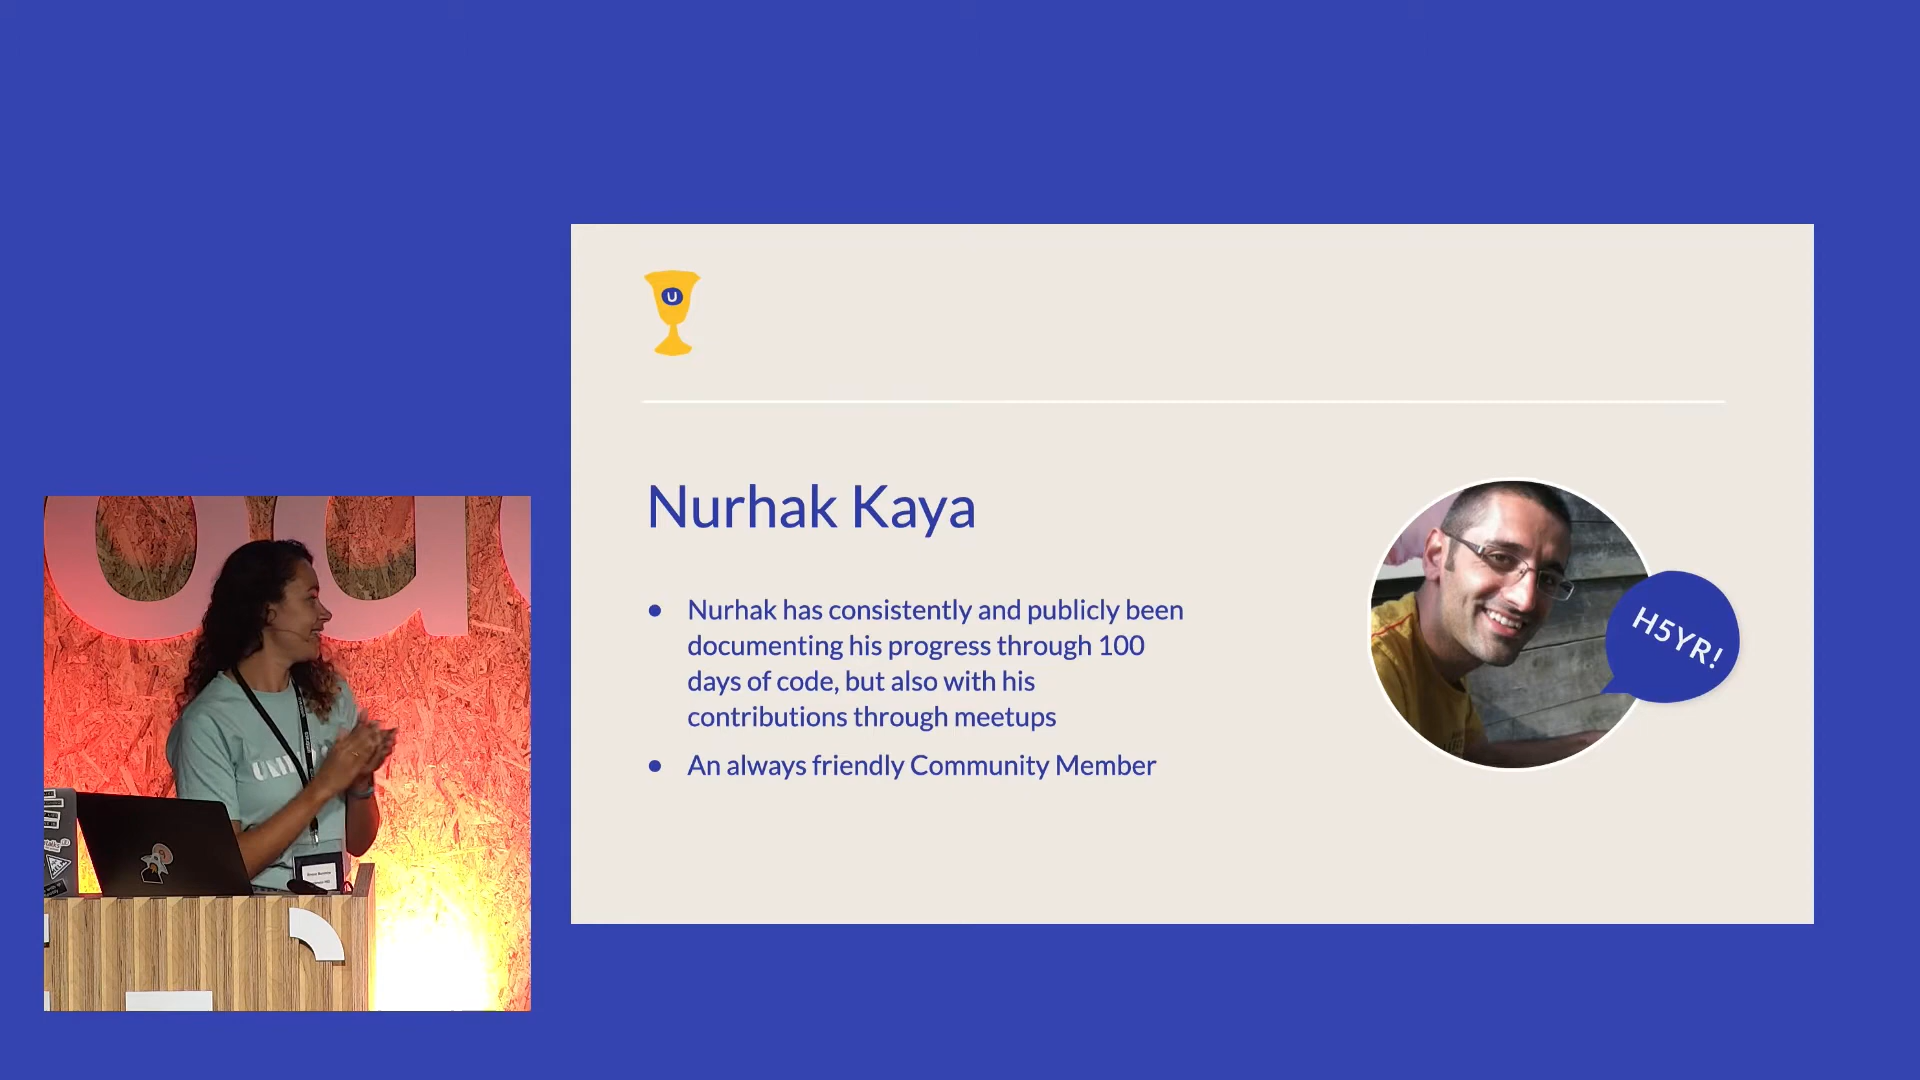 U
Nurhak Kaya
• Nurhak has consistently and publicly been
documenting his progress through 100
days of code, but also with his
contributions through meetups
• An always friendly Community Member
H5YR!